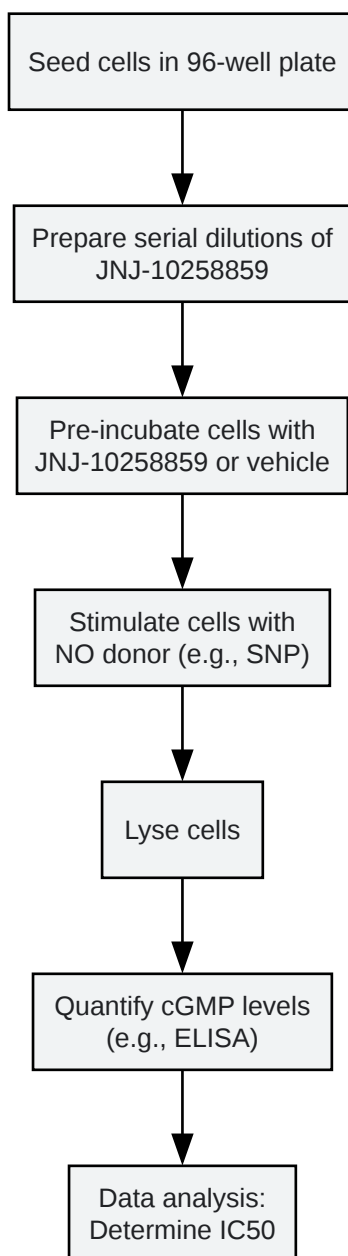 Seed cells in 96-well plate
Prepare serial dilutions of
JNJ-10258859
Pre-incubate cells with
JNJ-10258859 or vehicle
Stimulate cells with
NO donor (e.g., SNP)
Lyse cells
Quantify cGMP levels
(e.g., ELISA)
Data analysis:
Determine IC50